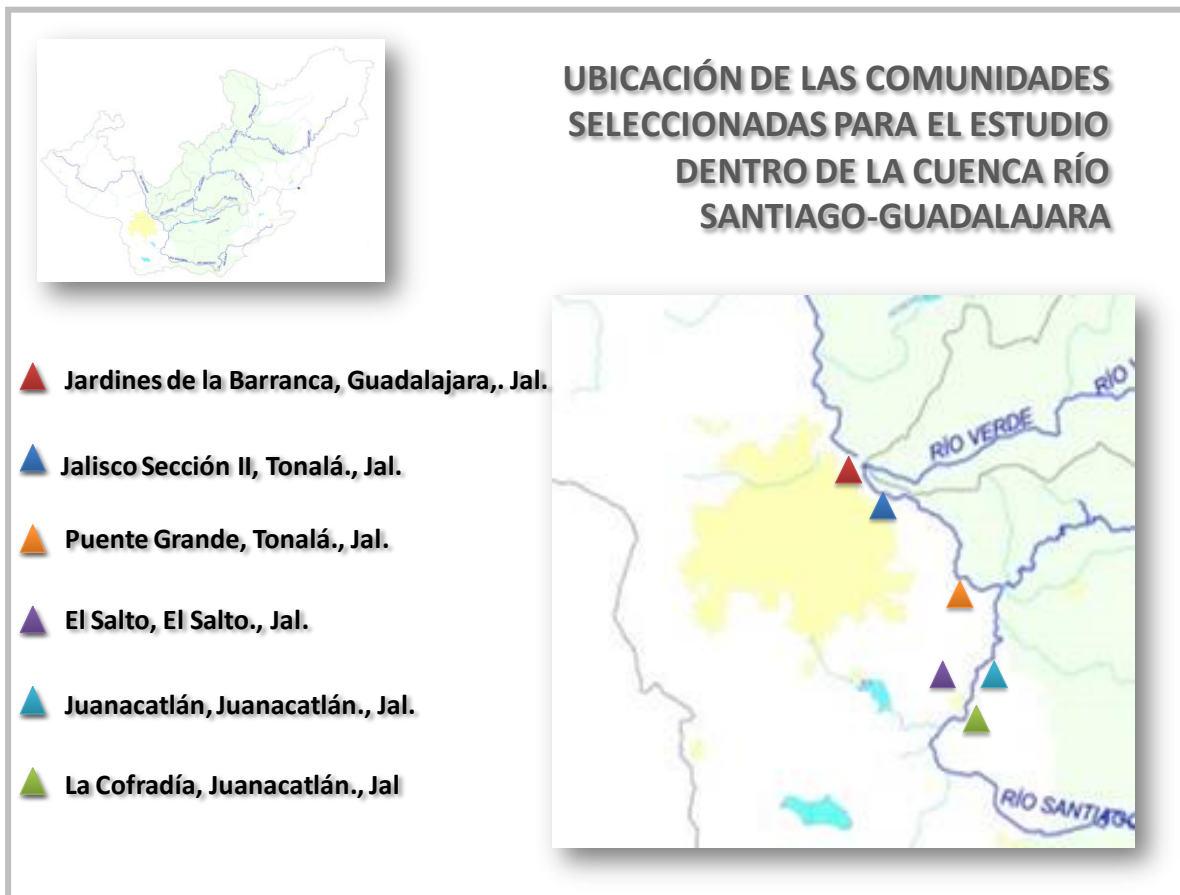 UBICACIÓN DE LAS COMUNIDADES
SELECCIONADAS PARA EL ESTUDIO
DENTRO DE LA CUENCA RÍO
SANTIAGO-GUADALAJARA
Jardines de la Barranca, Guadalajara,. Jal.
Jalisco Sección II, Tonalá., Jal.
Puente Grande, Tonalá., Jal.
El Salto, El Salto., Jal.
Juanacatlán, Juanacatlán., Jal.
La Cofradía, Juanacatlán., Jal
RÍO VERDE
RÍO
RÍO SANTIAGO